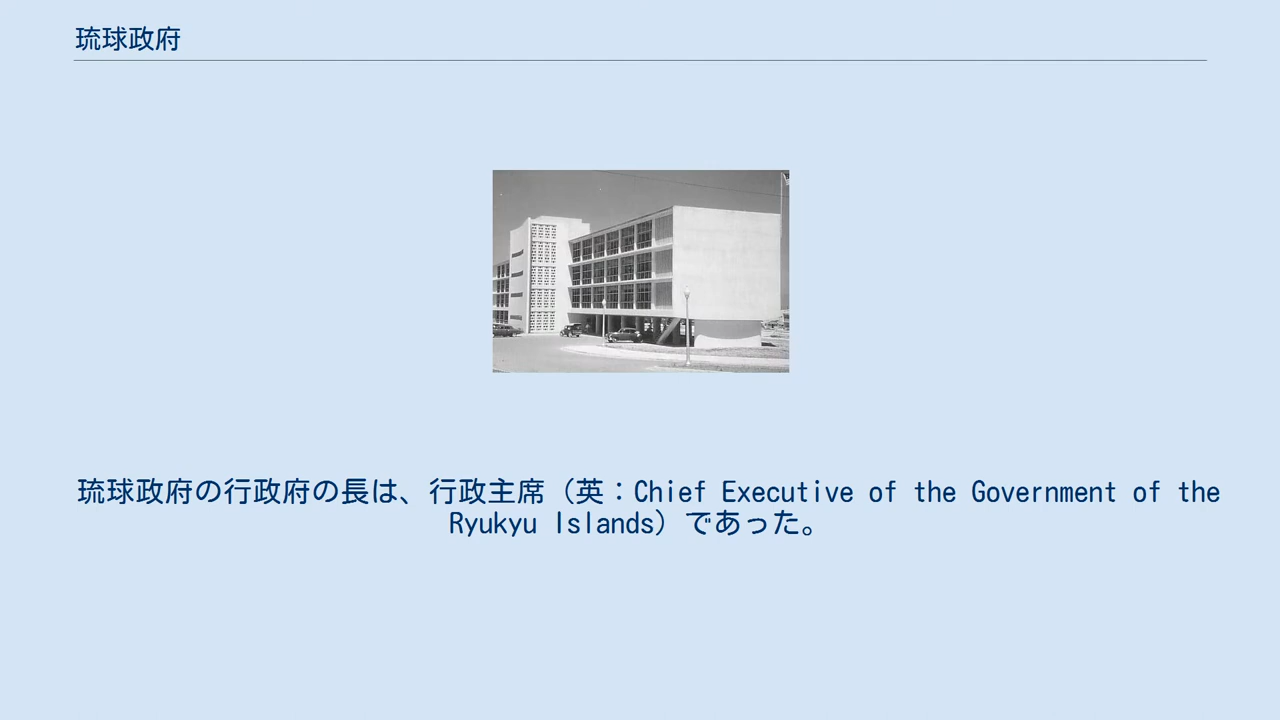 琉球政府
琉球政府の行政府の長は、行政主席（英：Chief Executive of the Government of the
Ryukyu Islands）であった。